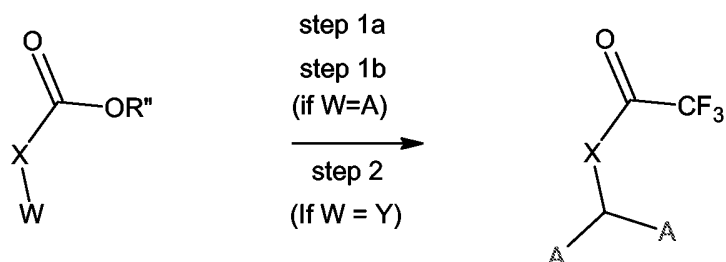 O
OR"
X
W
step 1a
step 1b
(if W=A)
step 2
(If W = Y)
O
CF3
X
A
A